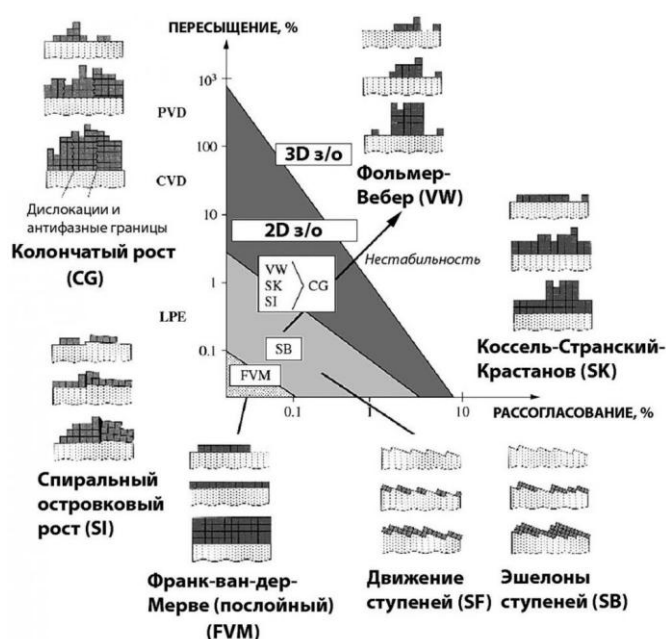 ПЕРЕСЫЩЕНИЕ, %
10³
PVD
100
CVD
10
1
LPE
0.1
3D з/о
2D з/о
VW
SK
SI
CG
SB
FVM
Нестабильность
0.1
1
10
РАССОГЛАСОВАНИЕ, %
Дислокации и
антифазные границы
Колончатый рост
(CG)
Фольмер-
Вебер (VW)
Коссель-Странский-
Крастанов (SK)
Спиральный
островковый
рост (SI)
Франк-ван-дер-
Мерве (послойный)
(FVM)
Движение
ступеней (SF)
Эшелоны
ступеней (SB)